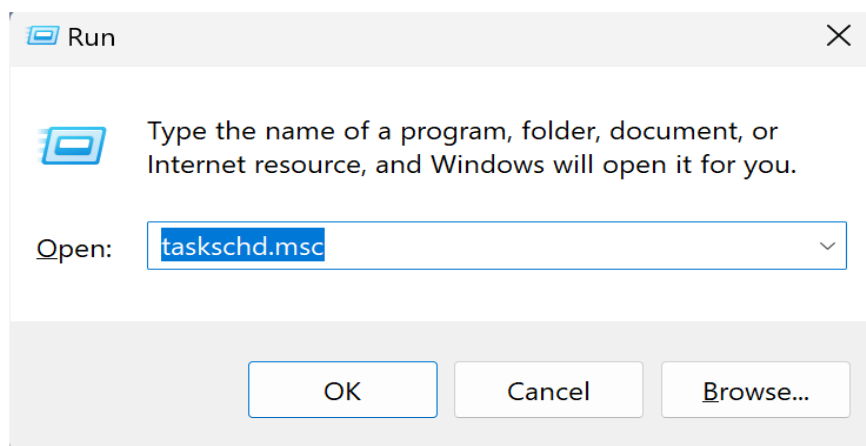 Run
Type the name of a program, folder, document, or
Internet resource, and Windows will open it for you.
Open: taskschd.msc
OK Cancel Browse...